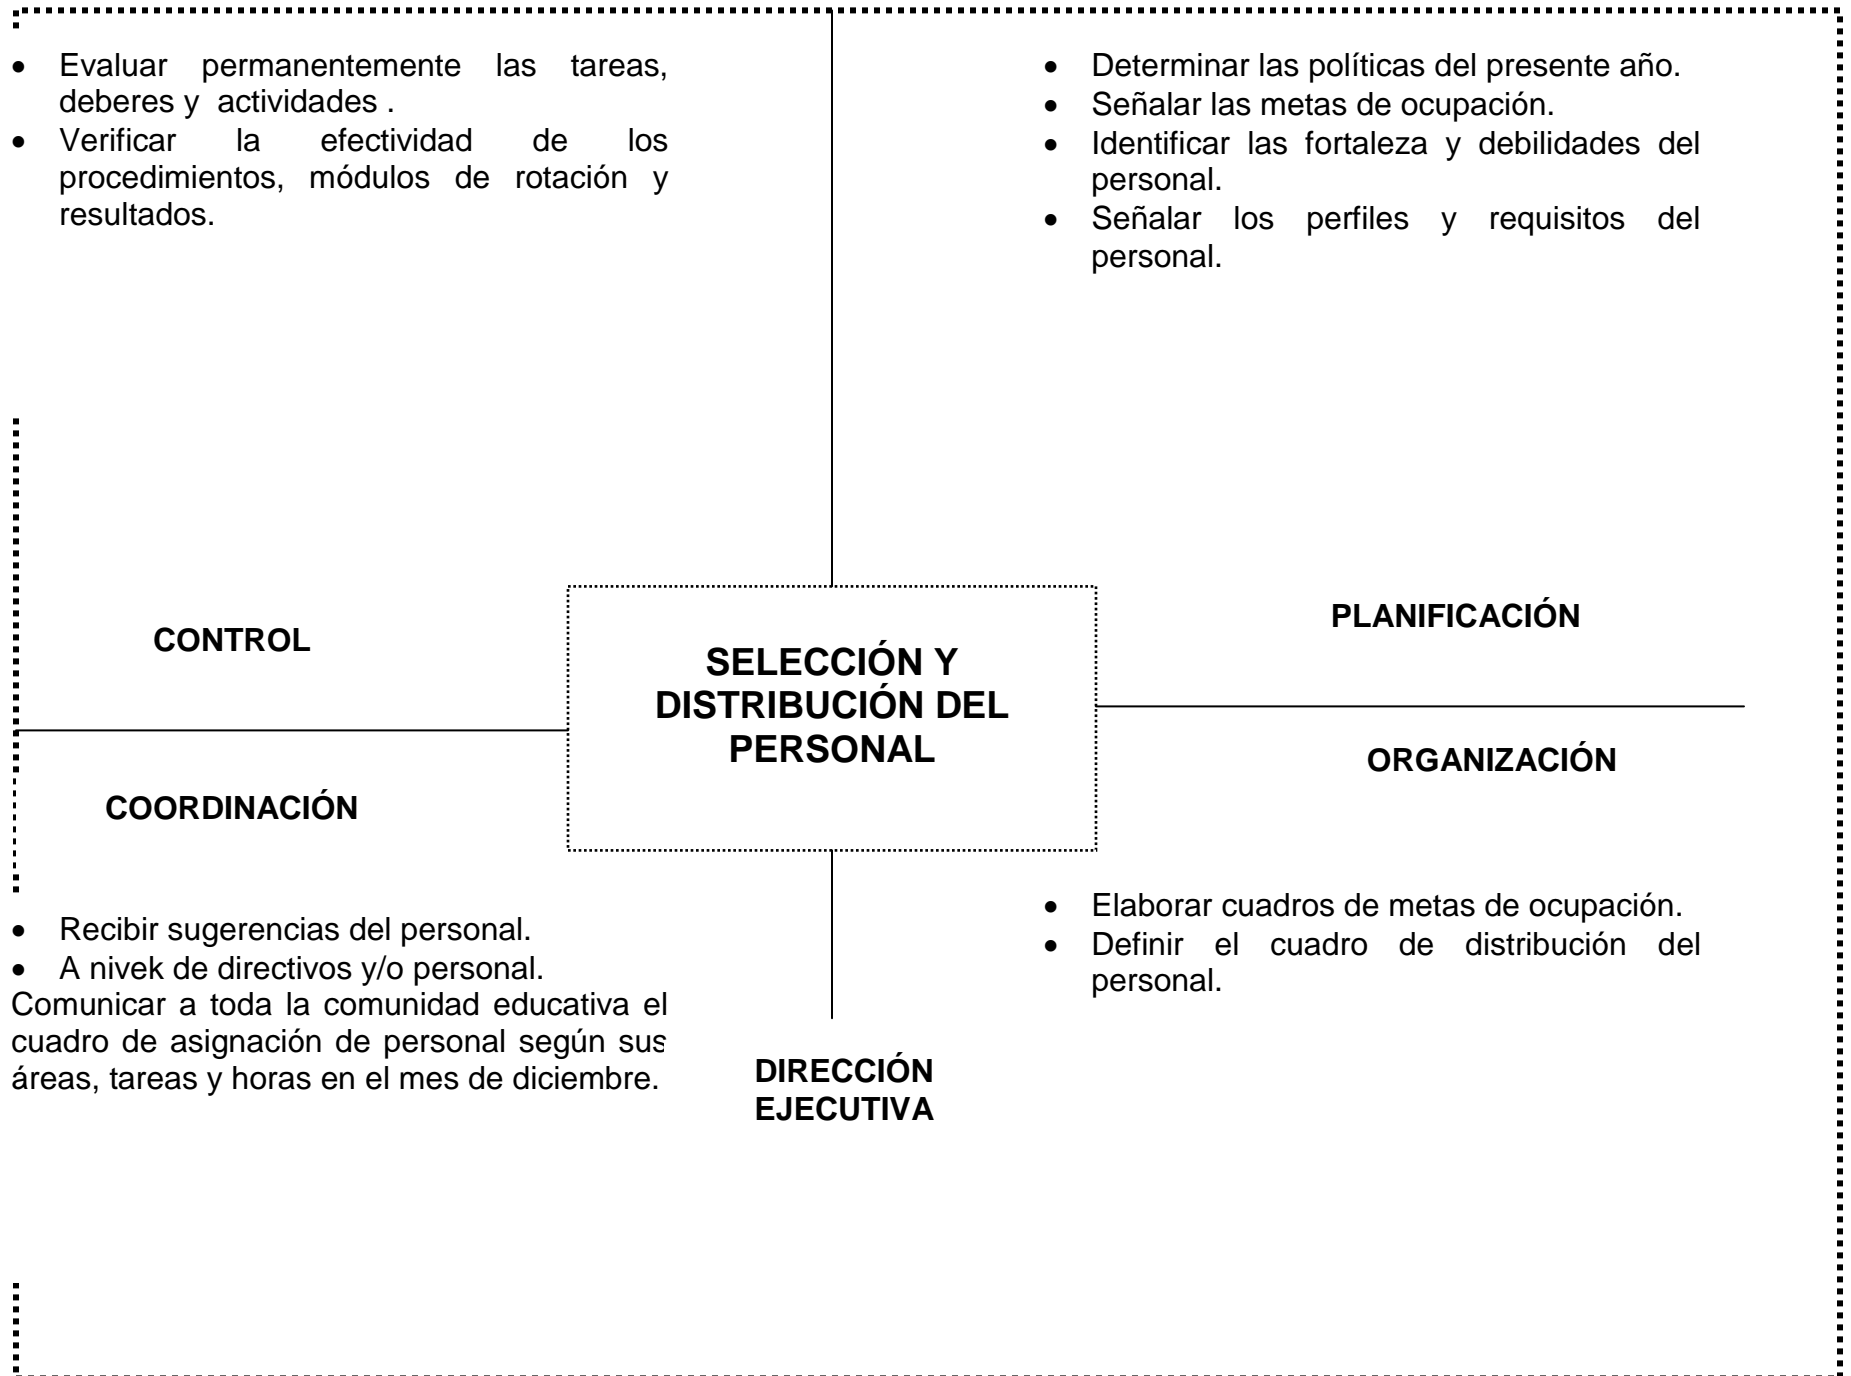 • Evaluar permanentemente las tareas,
deberes y actividades .
• Verificar la efectividad de los
procedimientos, módulos de rotación y
resultados.
• Determinar las políticas del presente año.
• Señalar las metas de ocupación.
• Identificar las fortaleza y debilidades del
personal.
• Señalar los perfiles y requisitos del
personal.
CONTROL
SELECCIÓN Y
DISTRIBUCIÓN DEL
PERSONAL
PLANIFICACIÓN
ORGANIZACIÓN
COORDINACIÓN
• Recibir sugerencias del personal.
• A nivek de directivos y/o personal.
Comunicar a toda la comunidad educativa el
cuadro de asignación de personal según sus
áreas, tareas y horas en el mes de diciembre.
• Elaborar cuadros de metas de ocupación.
• Definir el cuadro de distribución del
personal.
DIRECCIÓN
EJECUTIVA